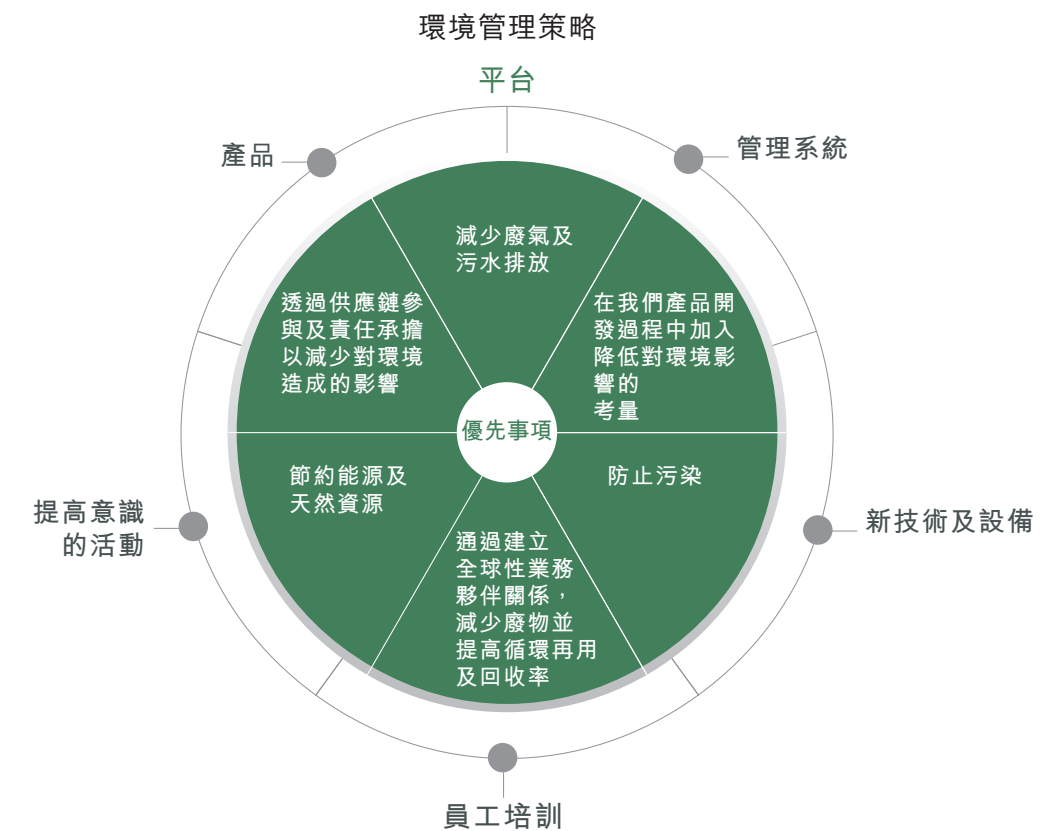 環境管理策略
平台
產品
管理系統
減少廢氣及
污水排放
透過供應鏈參
與及責任承擔
以減少對環境
造成的影響
在我們產品開
發過程中加入
降低對環境影
響的
考量
優先事項
節約能源及
天然資源
防止污染
提高意識
的活動
新技術及設備
通過建立
全球性業務
夥伴關係，
減少廢物並
提高循環再用
及回收率
員工培訓